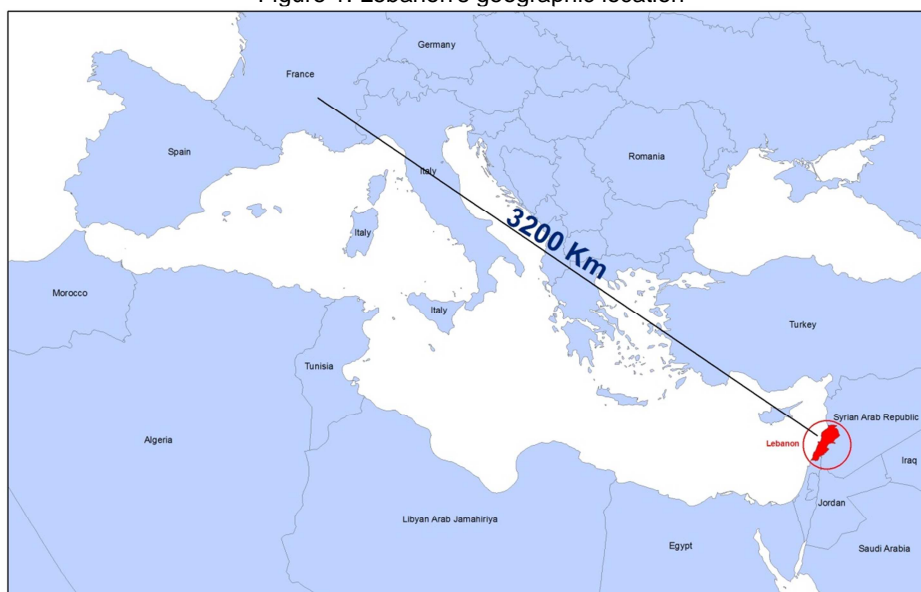 Figure 1: Lebanon's geographic location
Germany
France
Spain
Romania
Italy
3200 Km
Italy
Morocco
Italy
Turkey
Tunisia
Syrian Arab Republic
Algeria
Lebanon
Iraq
Jordan
Libyan Arab Jamahiriya
Egypt
Saudi Arabia